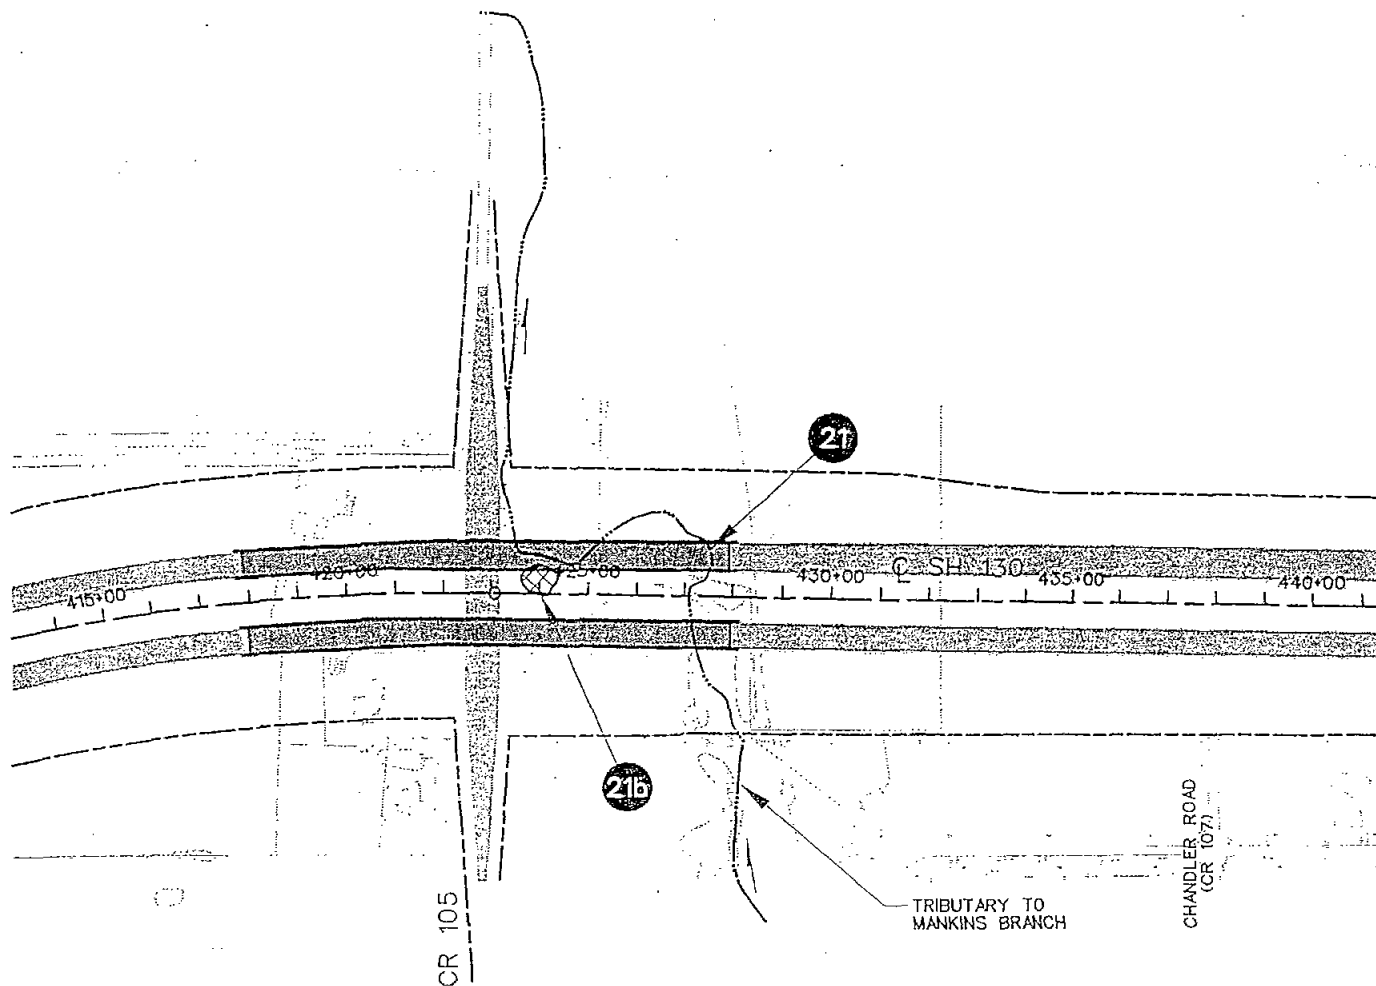 21
420+00
425+00
430+00
℄ SH 130
435+00
440+00
415+00
21b
CHANDLER ROAD
(CR 107)
TRIBUTARY TO
MANKINS BRANCH
CR 105